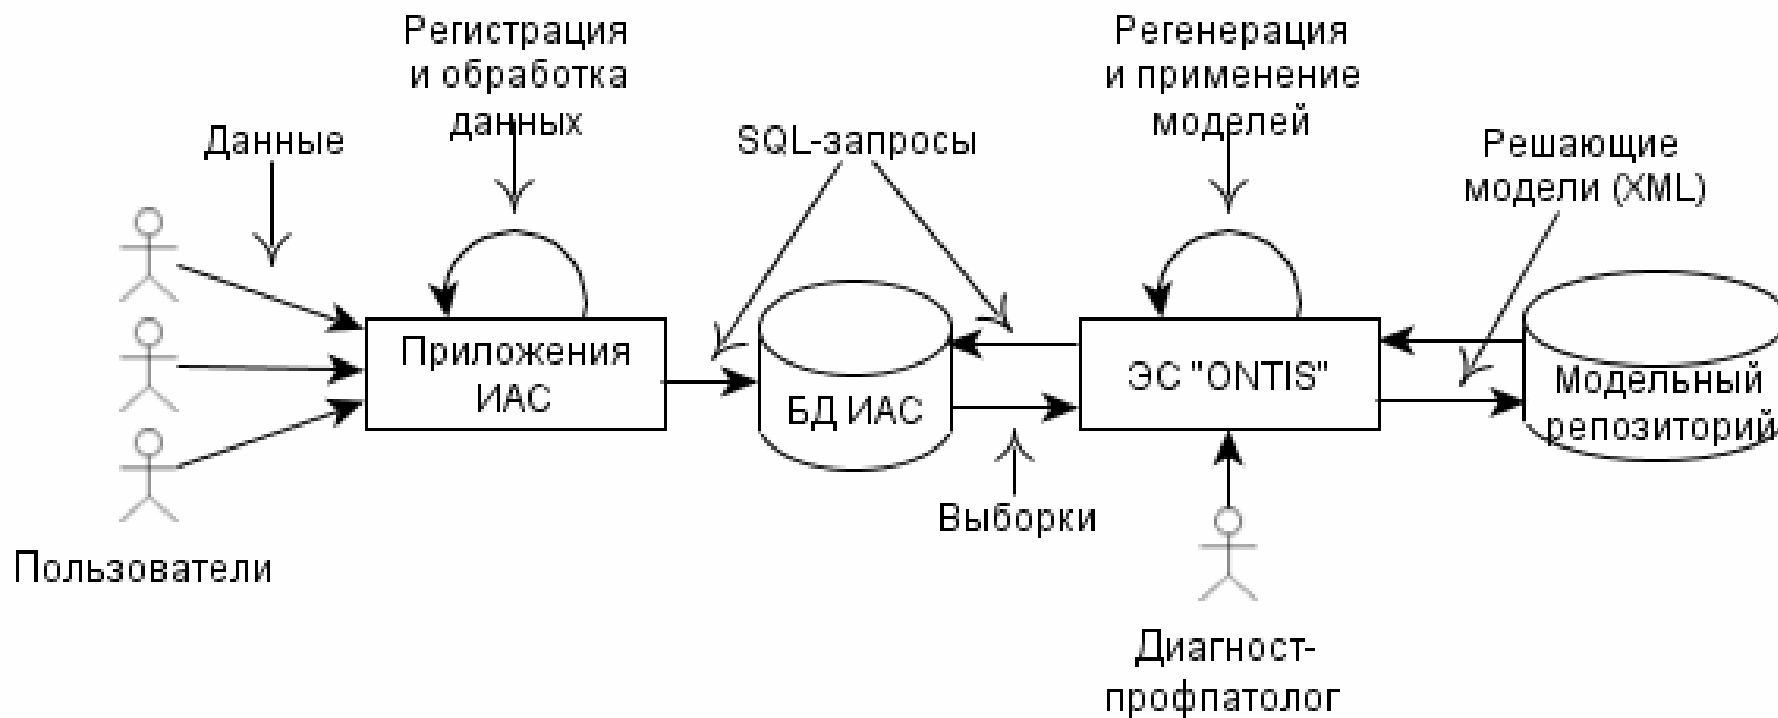 Регистрация
и обработка
данных
Данные
SQL-запросы
Регенерация
и применение
моделей
Решающие
модели (XML)
Приложения
ИАС
БД ИАС
ЭС "ONTIS"
Модельный
репозиторий
Выборки
Пользователи
Диагност-
профпатолог